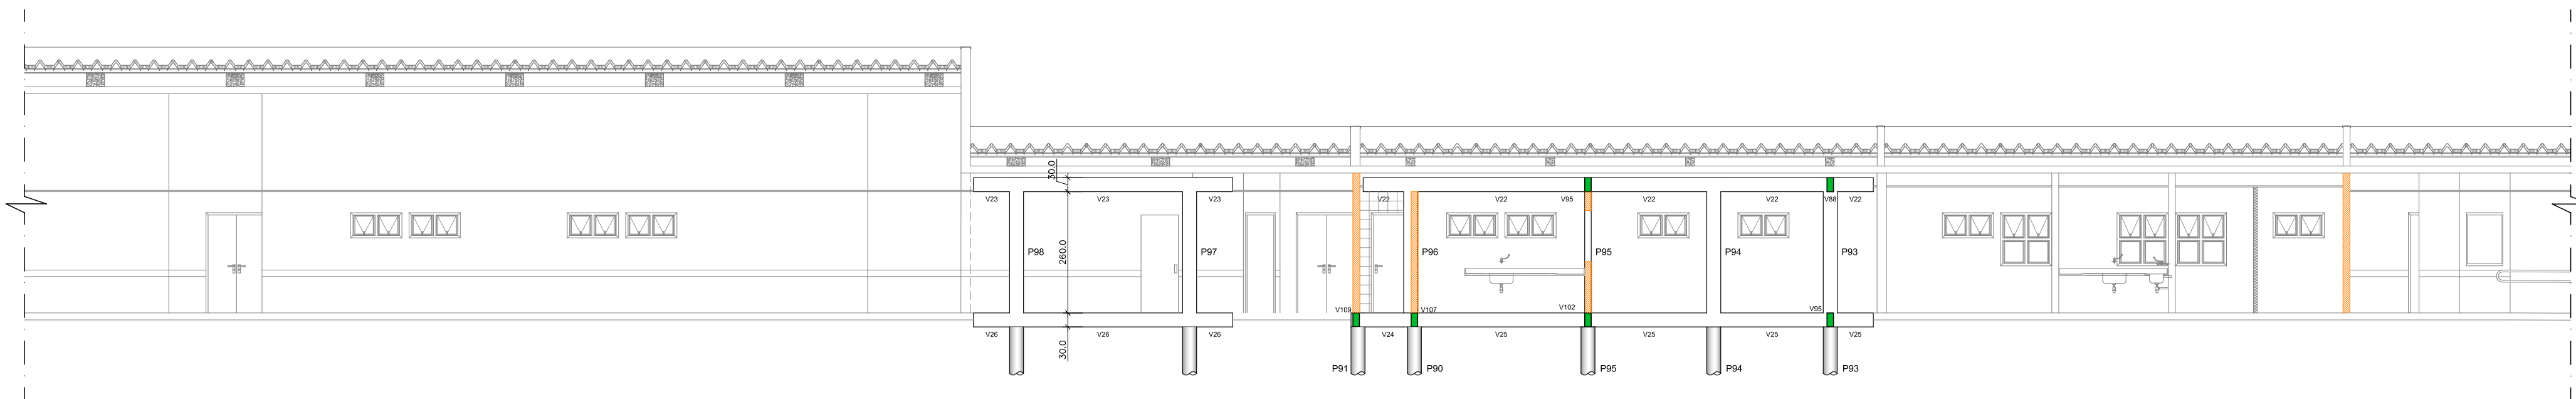 30.0
V23 V23 V23 V22 V22 V95 V22 V22 V88 V22
P98 P97 P96 P95 P94 P93
260.0
V109 V107 V102 V95
V26 V26 V26 V24 V25 V25 V25 V25
30.0
P91 P90 P95 P94 P93